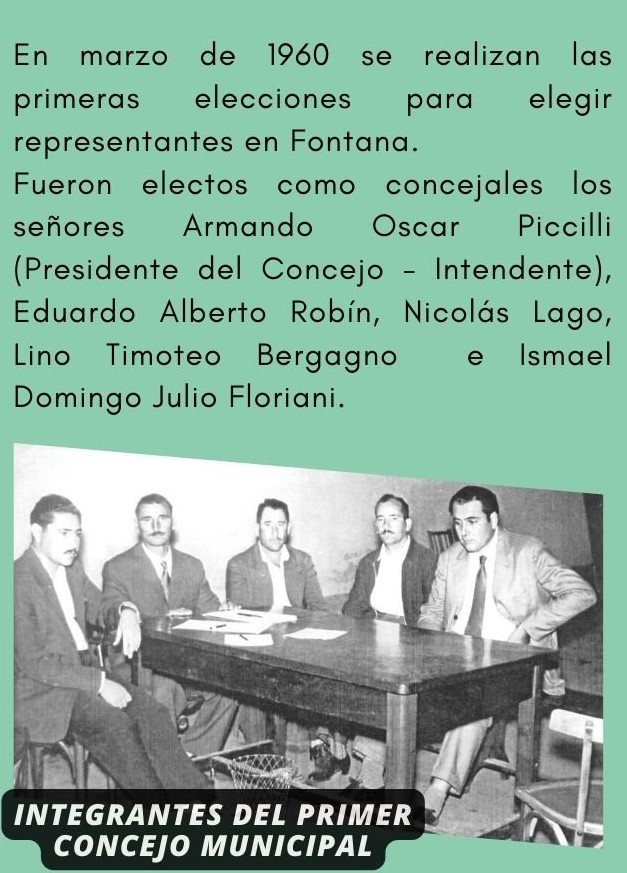 En marzo de 1960 se realizan las
primeras elecciones para elegir
representantes en Fontana.
Fueron electos como concejales los
señores Armando Oscar Piccilli
(Presidente del Concejo - Intendente),
Eduardo Alberto Robín, Nicolás Lago,
Lino Timoteo Bergagno e Ismael
Domingo Julio Floriani.
INTEGRANTES DEL PRIMER
CONCEJO MUNICIPAL